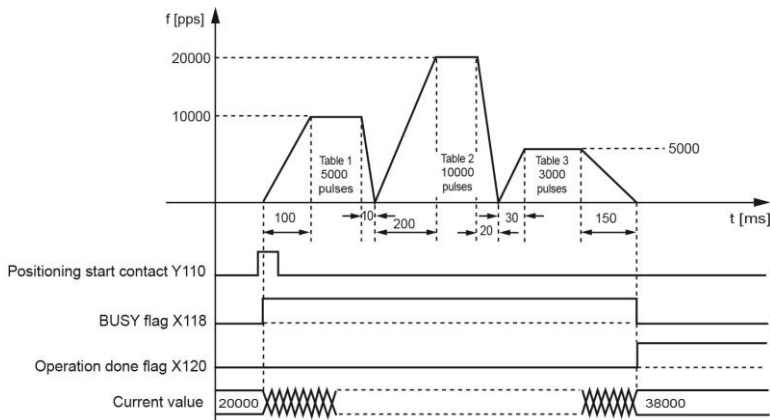 f [pps]
20000
10000
Table 1
5000
pulses
Table 2
10000
pulses
Table 3
3000
pulses
5000
t [ms]
100
10
200
20
30
150
Positioning start contact Y110
BUSY flag X118
Operation done flag X120
Current value
20000
38000